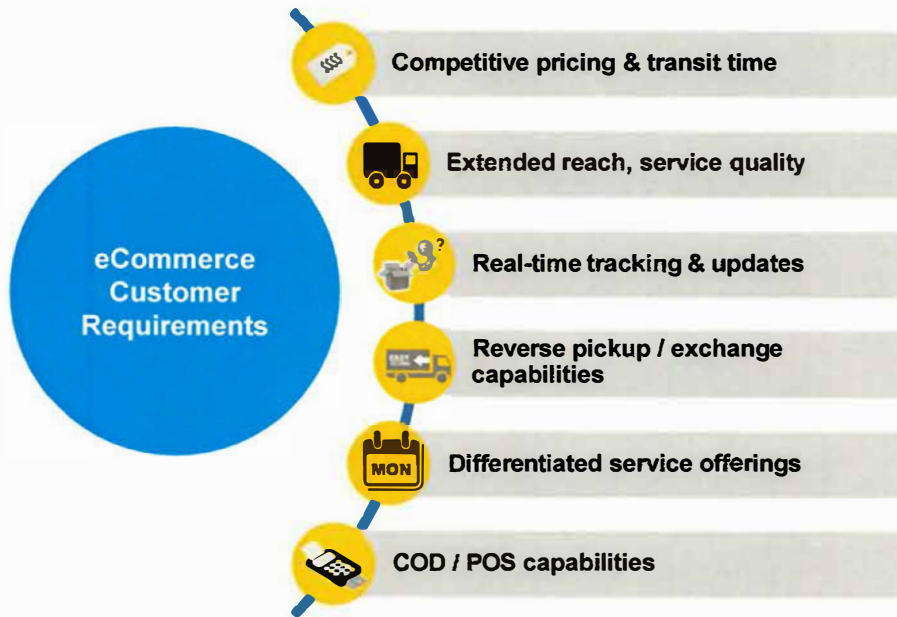 $$$$
Competitive pricing & transit time
Extended reach, service quality
eCommerce
Customer
Requirements
?
Real-time tracking & updates
EASY
Reverse pickup / exchange
capabilities
MON
Differentiated service offerings
COD / POS capabilities